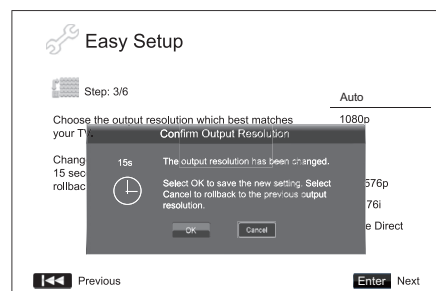 Easy Setup
Step: 3/6
Choose the output resolution which best matches
your TV.
Chang
15 sec
rollbac
Auto
1080p
576p
76i
e Direct
Confirm Output Resolution
15s
The output resolution has been changed.
Select OK to save the new setting. Select
Cancel to rollback to the previous output
resolution.
OK
Cancel
Previous
Enter
Next